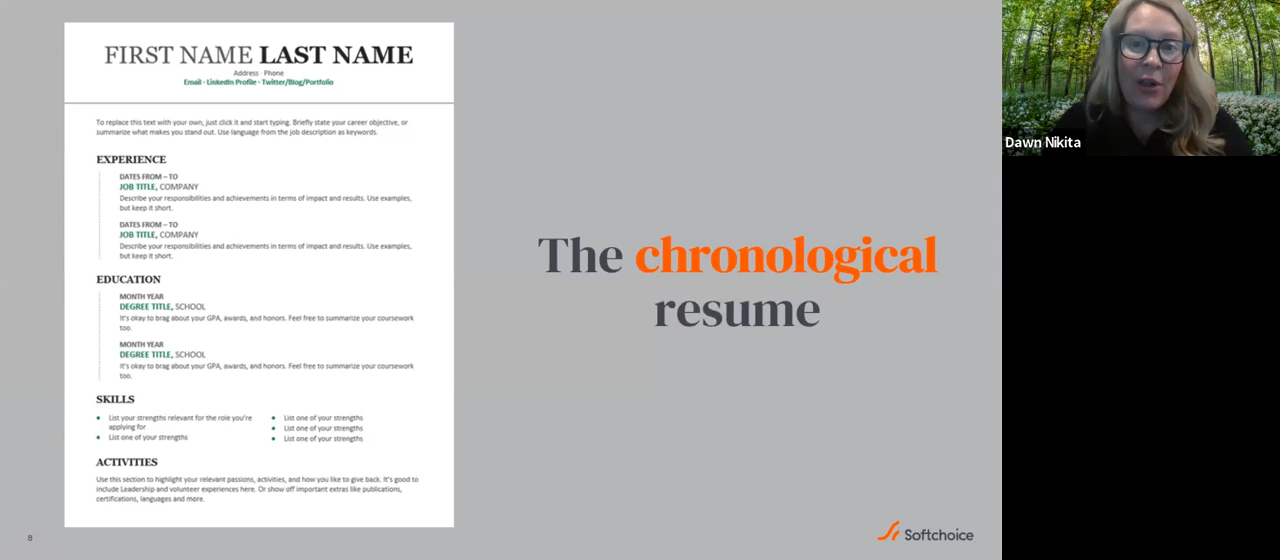 FIRST NAME LAST NAME
Address · Phone
Email · LinkedIn Profile · Twitter/Blog/Portfolio
To replace this text with your own, just click it and start typing. Briefly state your career objective, or
summarize what makes you stand out. Use language from the job description as keywords.
EXPERIENCE
DATES FROM – TO
JOB TITLE, COMPANY
Describe your responsibilities and achievements in terms of impact and results. Use examples,
but keep it short.
DATES FROM – TO
JOB TITLE, COMPANY
Describe your responsibilities and achievements in terms of impact and results. Use examples,
but keep it short.
EDUCATION
MONTH YEAR
DEGREE TITLE, SCHOOL
It's okay to brag about your GPA, awards, and honors. Feel free to summarize your coursework
too.
MONTH YEAR
DEGREE TITLE, SCHOOL
It's okay to brag about your GPA, awards, and honors. Feel free to summarize your coursework
too.
SKILLS
• List your strengths relevant for the role you're
applying for
• List one of your strengths
• List one of your strengths
• List one of your strengths
• List one of your strengths
ACTIVITIES
Use this section to highlight your relevant passions, activities, and how you like to give back. It's good to
include Leadership and volunteer experiences here. Or show off important extras like publications,
certifications, languages and more.
The chronological
resume
8
Softchoice
Dawn Nikita